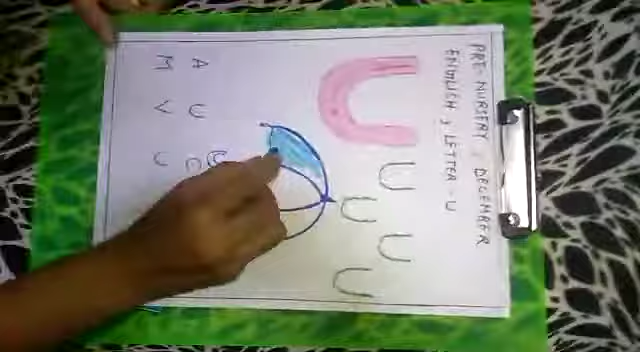 PRE-NURSERY, DECEMBER
ENGLISH, LETTER - U
U U U
U U
A U
M V U